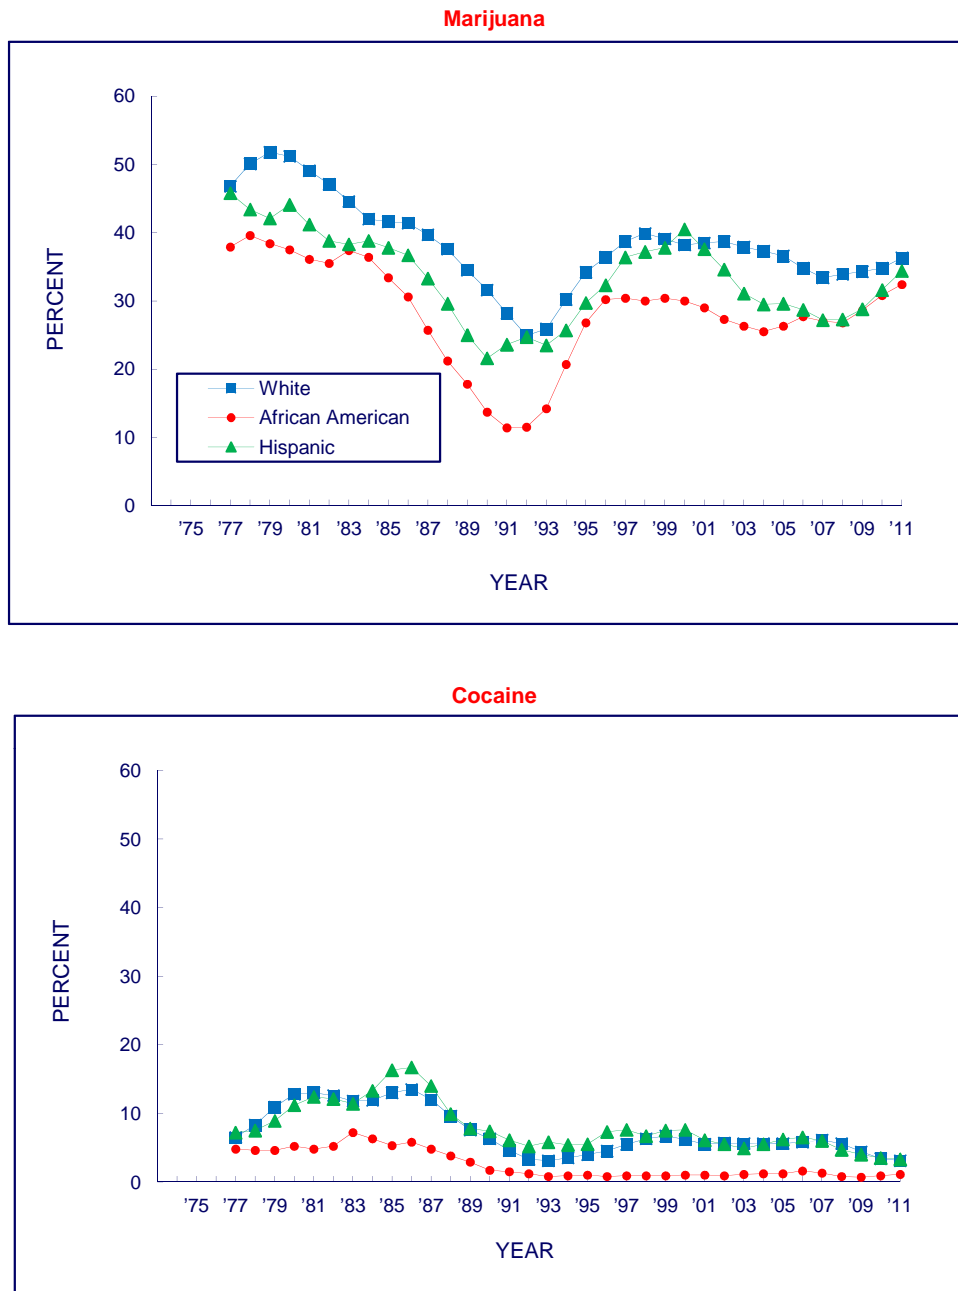 Marijuana
60
50
40
30
20
10
0
PERCENT
White
African American
Hispanic
’75 ’77 ’79 ’81 ’83 ’85 ’87 ’89 ’91 ’93 ’95 ’97 ’99 ’01 ’03 ’05 ’07 ’09 ’11
YEAR
Cocaine
60
50
40
30
20
10
0
PERCENT
’75 ’77 ’79 ’81 ’83 ’85 ’87 ’89 ’91 ’93 ’95 ’97 ’99 ’01 ’03 ’05 ’07 ’09 ’11
YEAR